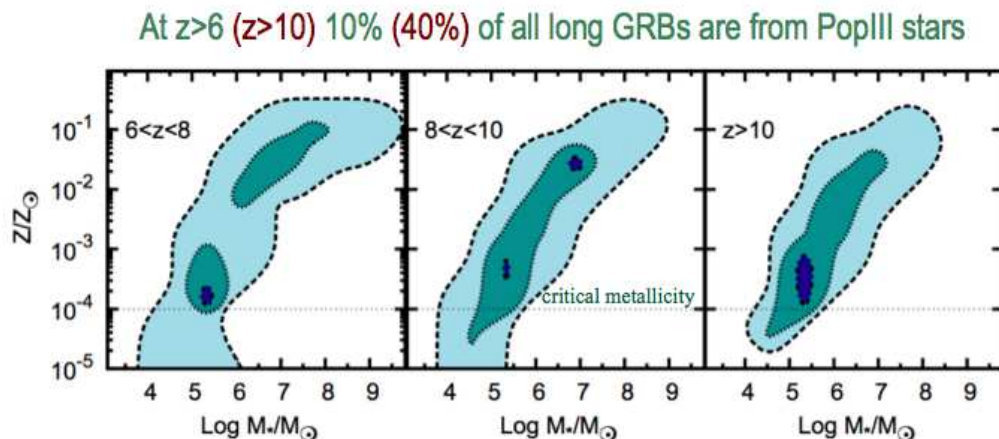 At z>6 (z>10) 10% (40%) of all long GRBs are from PopIII stars
6<z<8
8<z<10
z>10
Z/Z☉
10⁻¹
10⁻²
10⁻³
10⁻⁴
10⁻⁵
critical metallicity
4 5 6 7 8 9
4 5 6 7 8 9
4 5 6 7 8 9
Log M*/M☉
Log M*/M☉
Log M*/M☉